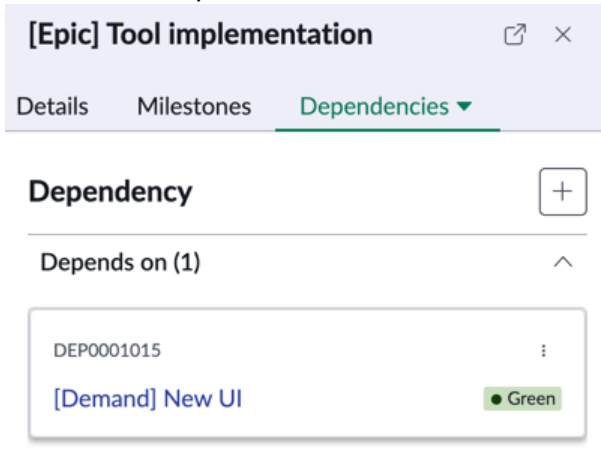 [Epic] Tool implementation
Details Milestones Dependencies
Dependency
Depends on (1)
DEP0001015
[Demand] New UI
Green